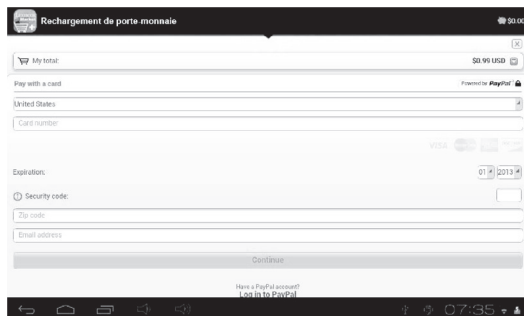 Rechargement de porte-monnaie
$0.00
My total:
$0.99 USD
Pay with a card
Powered by PayPal
United States
Card number
VISA
Expiration:
01 2013
Security code:
Zip code
Email address
Continue
Have a PayPal account?
Log in to PayPal
07:35